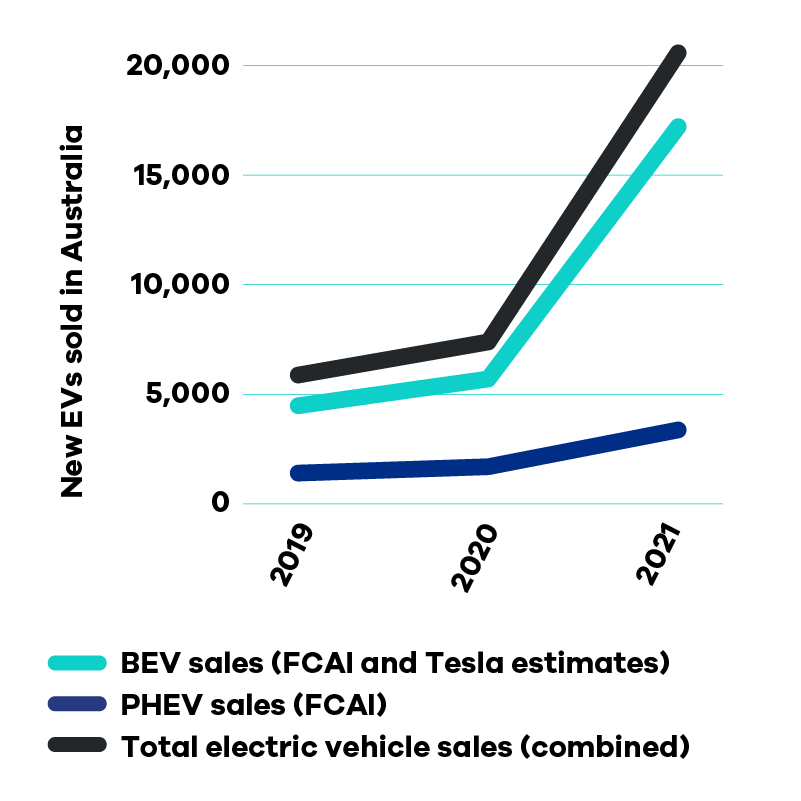 20,000
15,000
10,000
5,000
0
New EVs sold in Australia
2019
2020
2021
BEV sales (FCAI and Tesla estimates)
PHEV sales (FCAI)
Total electric vehicle sales (combined)